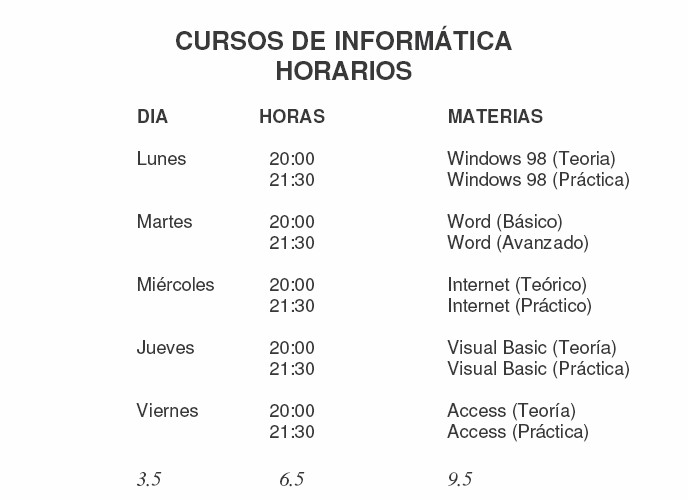 CURSOS DE INFORMÁTICA
HORARIOS
DIA HORAS MATERIAS
Lunes 20:00 Windows 98 (Teoria)
21:30 Windows 98 (Práctica)
Martes 20:00 Word (Básico)
21:30 Word (Avanzado)
Miércoles 20:00 Internet (Teórico)
21:30 Internet (Práctico)
Jueves 20:00 Visual Basic (Teoría)
21:30 Visual Basic (Práctica)
Viernes 20:00 Access (Teoría)
21:30 Access (Práctica)
3.5 6.5 9.5